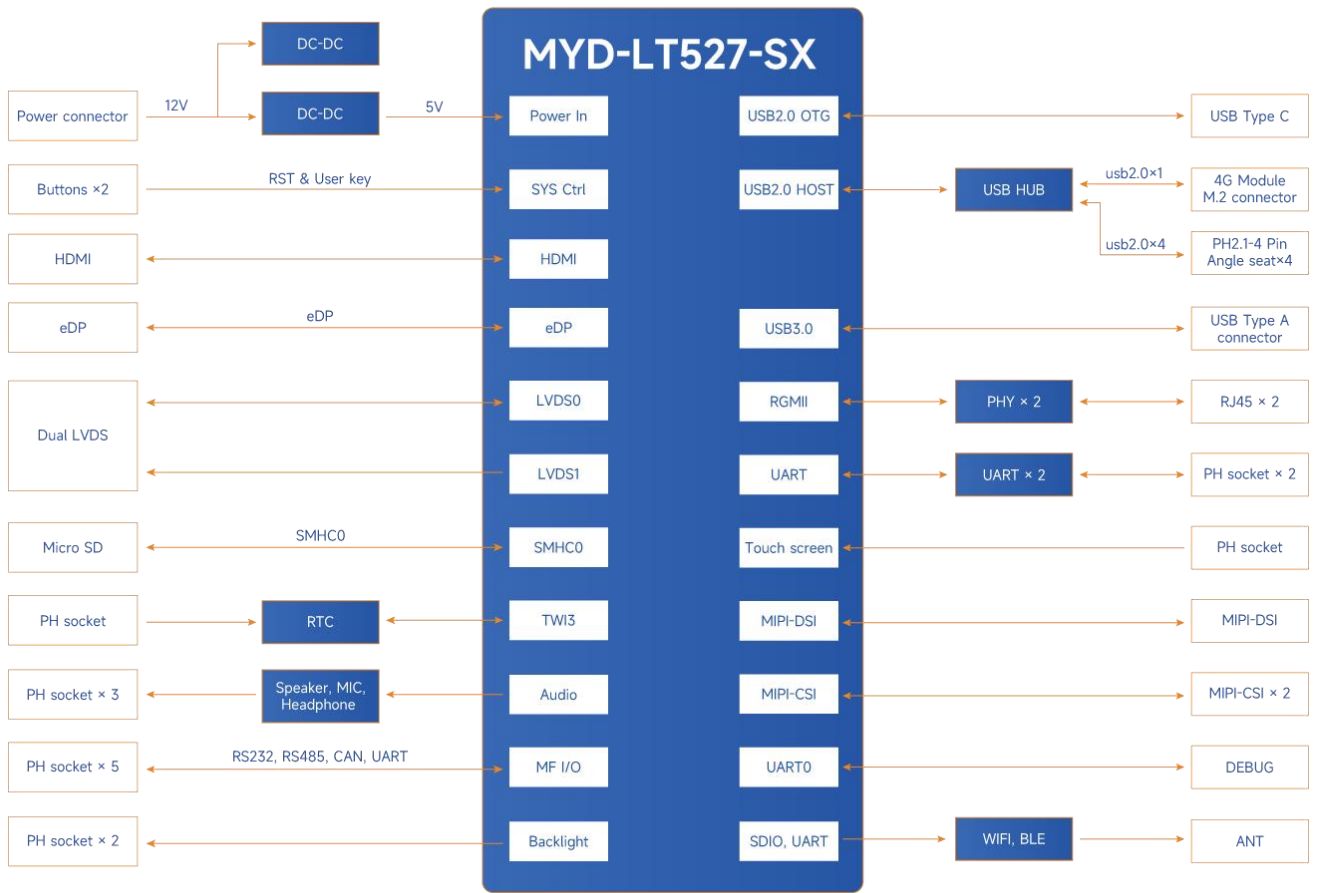 MYD-LT527-SX
DC-DC
Power connector
12V
DC-DC
5V
Power In
USB2.0 OTG
USB Type C
Buttons ×2
RST & User key
SYS Ctrl
USB2.0 HOST
USB HUB
usb2.0×1
4G Module
M.2 connector
HDMI
HDMI
usb2.0×4
PH2.1-4 Pin
Angle seat×4
eDP
eDP
eDP
USB3.0
USB Type A
connector
Dual LVDS
LVDS0
RGMII
PHY × 2
RJ45 × 2
LVDS1
UART
UART × 2
PH socket × 2
Micro SD
SMHC0
SMHC0
Touch screen
PH socket
PH socket
RTC
TWI3
MIPI-DSI
MIPI-DSI
PH socket × 3
Speaker, MIC,
Headphone
Audio
MIPI-CSI
MIPI-CSI × 2
PH socket × 5
RS232, RS485, CAN, UART
MF I/O
UART0
DEBUG
PH socket × 2
Backlight
SDIO, UART
WIFI, BLE
ANT